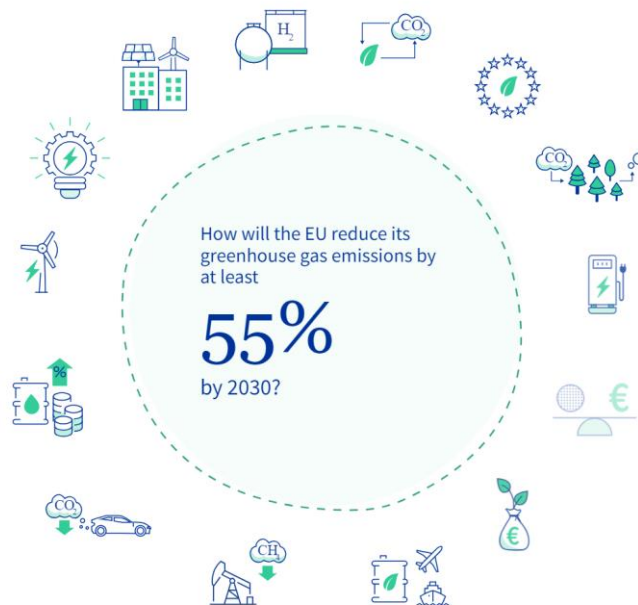 H2
CO2
CO2
How will the EU reduce its
greenhouse gas emissions by
at least
55%
by 2030?
%
€
€
CO2
CH4